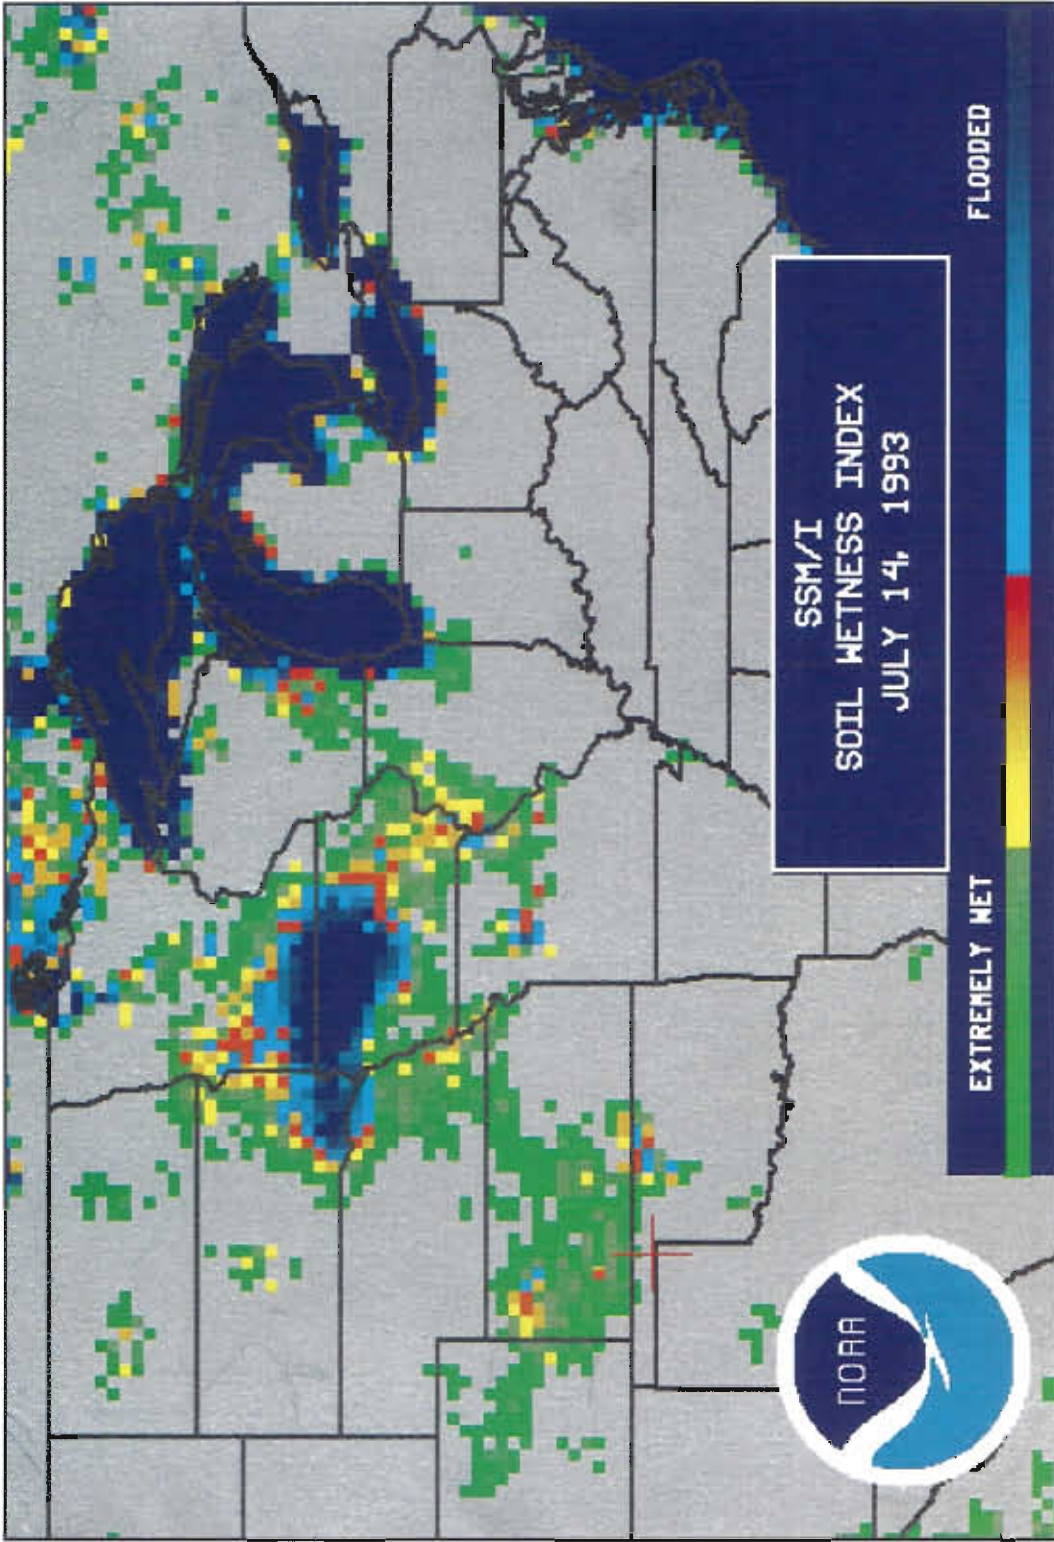 SSM/I
SOIL WETNESS INDEX
JULY 14, 1993
EXTREMELY WET
FLOODED
NOAA